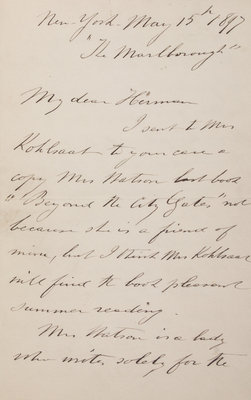 New-York- May 15th 1897
"The Marlborough"
My dear Herman
I sent to Mrs
Kohlsaat to your care a
copy Mrs Watson last book
"Beyond the City Gates" not
because she is a friend of
mine, but I think Mrs Kohlsaat
will find the book pleasant
summer reading.
Mrs Watson is a lady
who writes solely for the